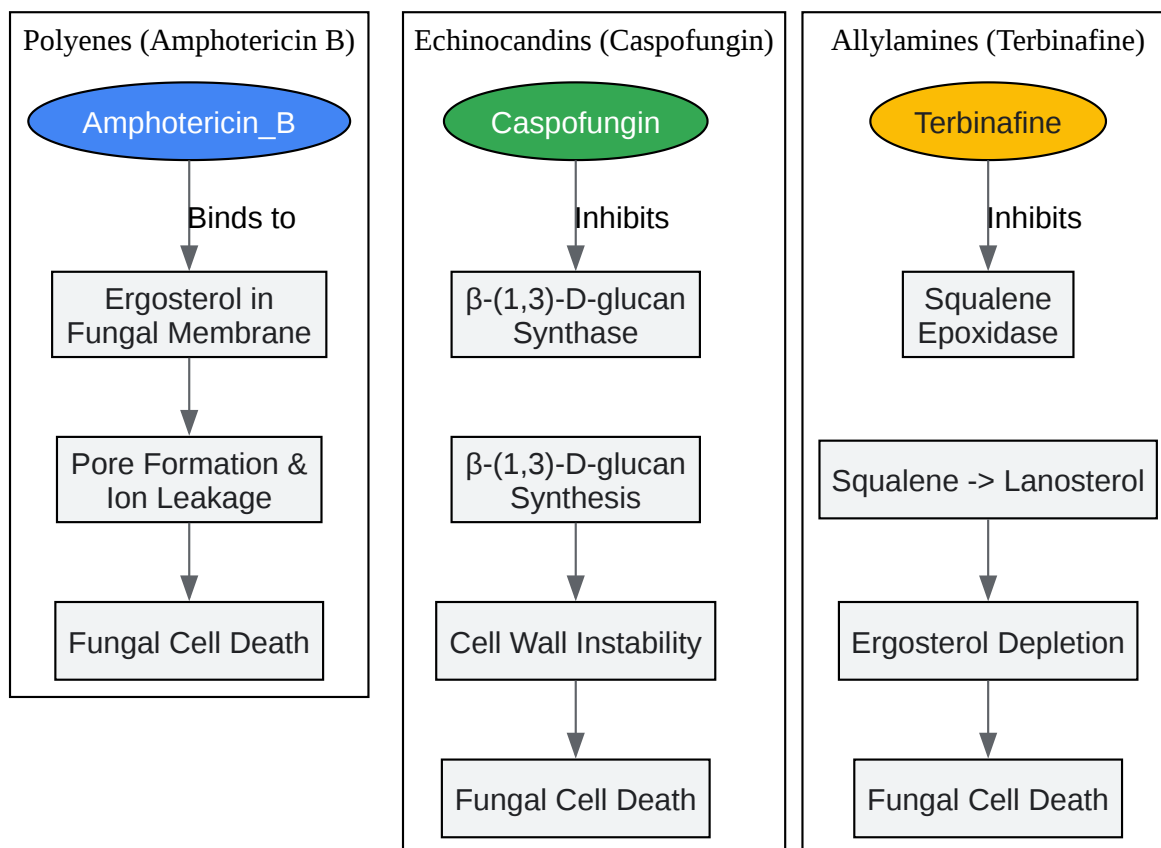 Polyenes (Amphotericin B)
Amphotericin_B
Binds to
Ergosterol in
Fungal Membrane
Pore Formation &
Ion Leakage
Fungal Cell Death
Echinocandins (Caspofungin)
Caspofungin
Inhibits
β-(1,3)-D-glucan
Synthase
β-(1,3)-D-glucan
Synthesis
Cell Wall Instability
Fungal Cell Death
Allylamines (Terbinafine)
Terbinafine
Inhibits
Squalene
Epoxidase
Squalene -> Lanosterol
Ergosterol Depletion
Fungal Cell Death